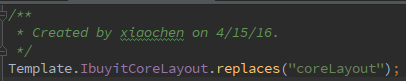 /**
 * Created by xiaochen on 4/15/16.
 */
Template.IbuyitCoreLayout.replaces("coreLayout");